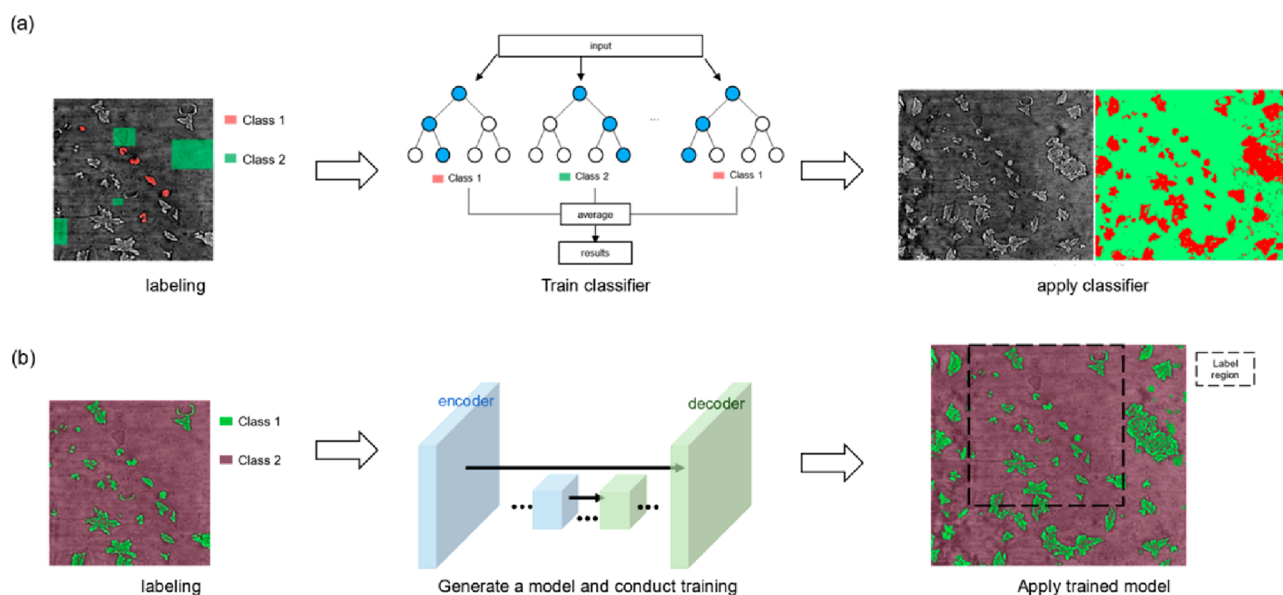 (a)
Class 1
Class 2
labeling
input
...
Class 1
Class 2
Class 1
average
results
Train classifier
apply classifier
(b)
Class 1
Class 2
labeling
encoder
decoder
Generate a model and conduct training
Label
region
Apply trained model